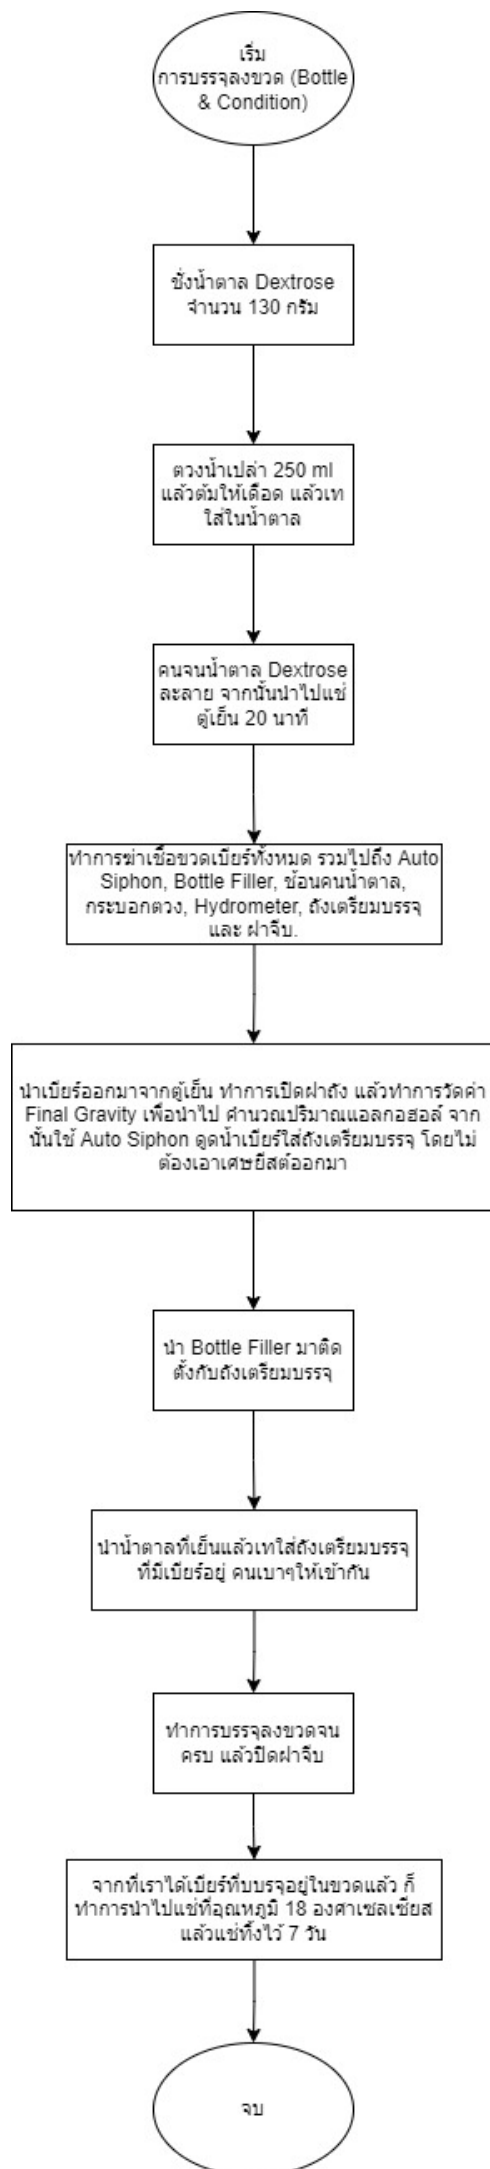 เริ่ม
การบรรจุลงขวด (Bottle
& Condition)
ชั่งน้ำตาล Dextrose
จำนวน 130 กรัม
ตวงน้ำเปล่า 250 ml
แล้วต้มให้เดือด แล้วเท
ใส่ในน้ำตาล
คนจนน้ำตาล Dextrose
ละลาย จากนั้นนำไปแช่
ตู้เย็น 20 นาที
ทำการฆ่าเชื้อขวดเบียร์ทั้งหมด รวมไปถึง Auto
Siphon, Bottle Filler, ช้อนคนน้ำตาล,
กระบอกตวง, Hydrometer, ถังเตรียมบรรจุ
และ ฝาจีบ.
นำเบียร์ออกมาจากตู้เย็น ทำการเปิดฝาถัง แล้วทำการวัดค่า
Final Gravity เพื่อนำไป คำนวณปริมาณแอลกอฮอล์ จาก
นั้นใช้ Auto Siphon ดูดน้ำเบียร์ใส่ถังเตรียมบรรจุ โดยไม่
ต้องเอาเศษยีสต์ออกมา
นำ Bottle Filler มาติด
ตั้งกับถังเตรียมบรรจุ
นำน้ำตาลที่เย็นแล้วเทใส่ถังเตรียมบรรจุ
ที่มีเบียร์อยู่ คนเบาๆให้เข้ากัน
ทำการบรรจุลงขวดจน
ครบ แล้วปิดฝาจีบ
จากที่เราได้เบียร์ที่บบรจุอยู่ในขวดแล้ว ก็
ทำการนำไปแช่ที่อุณหภูมิ 18 องศาเซลเซียส
แล้วแช่ทิ้งไว้ 7 วัน
จบ